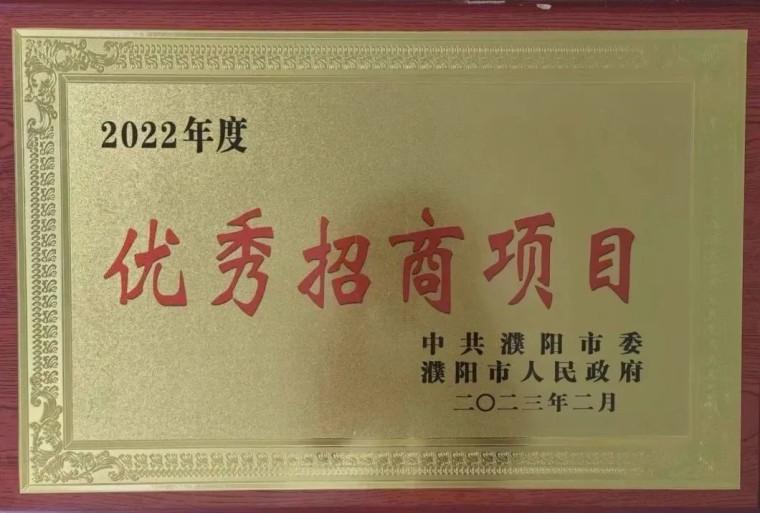 2022年度
优秀招商项目
中共濮阳市委
濮阳市人民政府
二〇二三年二月